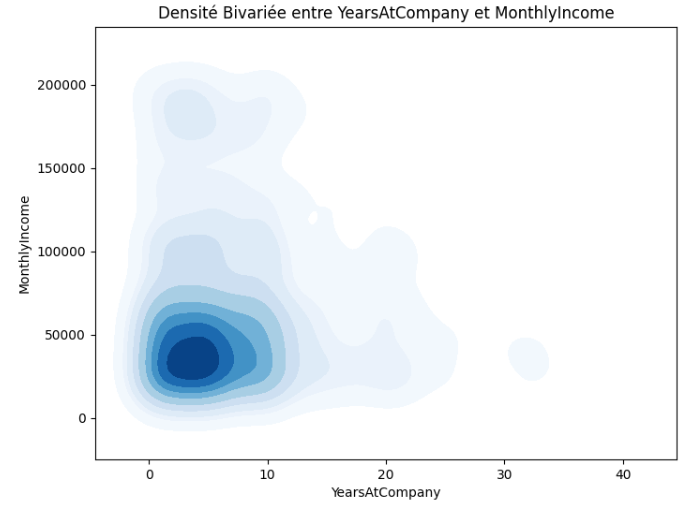 Densité Bivariée entre YearsAtCompany et MonthlyIncome
200000
150000
100000
50000
0
MonthlyIncome
0 10 20 30 40
YearsAtCompany